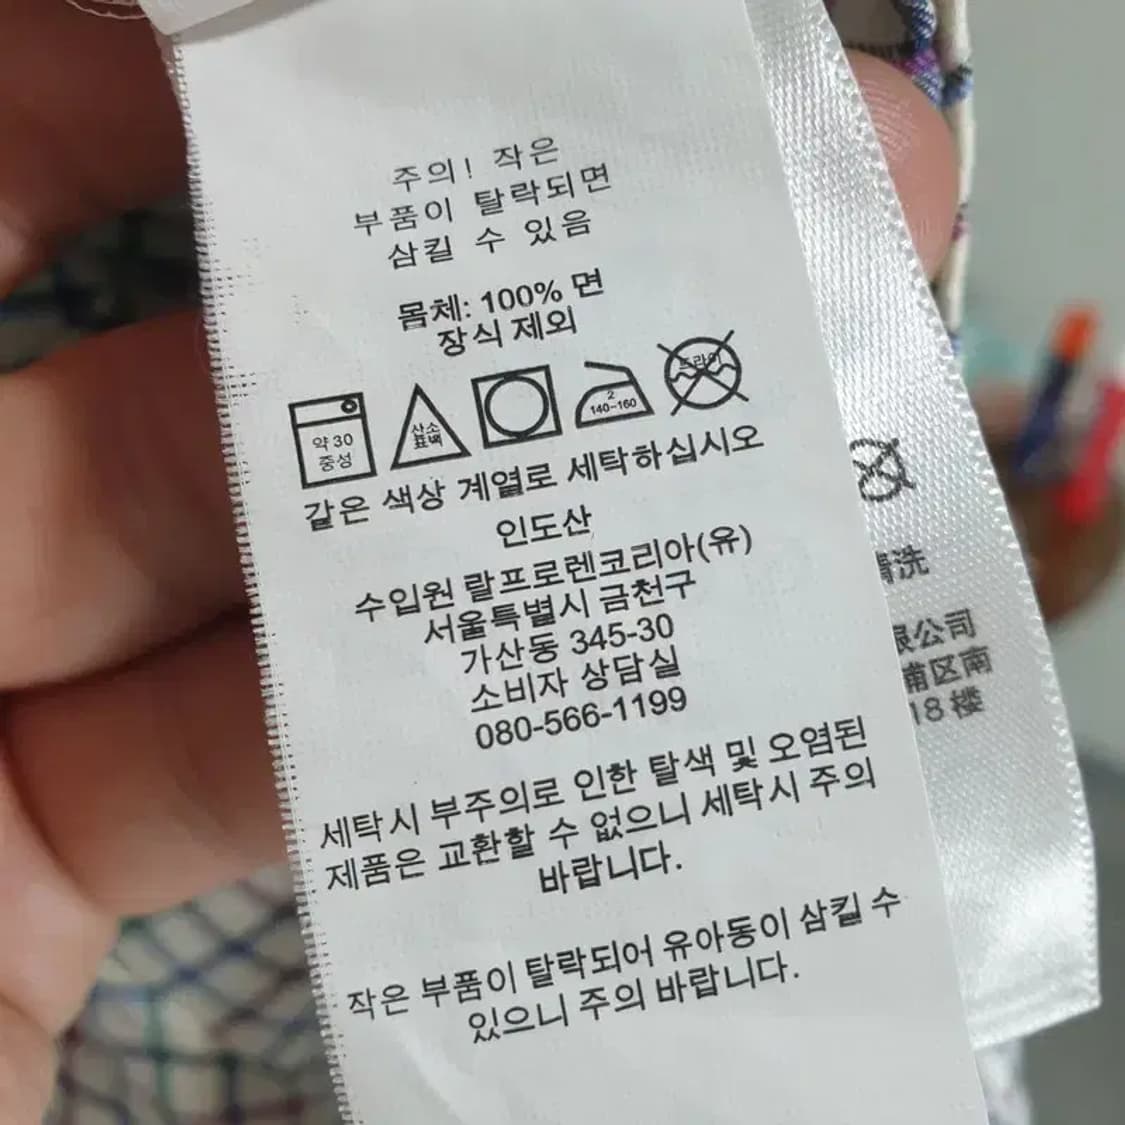 주의! 작은
부품이 탈락되면
삼킬 수 있음
몸체: 100% 면
장식 제외
약 30
중성
산소
표백
2
140-160
드라이
같은 색상 계열로 세탁하십시오
인도산
수입원 랄프로렌코리아(유)
서울특별시 금천구
가산동 345-30
소비자 상담실
080-566-1199
세탁시 부주의로 인한 탈색 및 오염된
제품은 교환할 수 없으니 세탁시 주의
바랍니다.
작은 부품이 탈락되어 유아동이 삼킬 수
있으니 주의 바랍니다.
洗
公司
区南
18楼